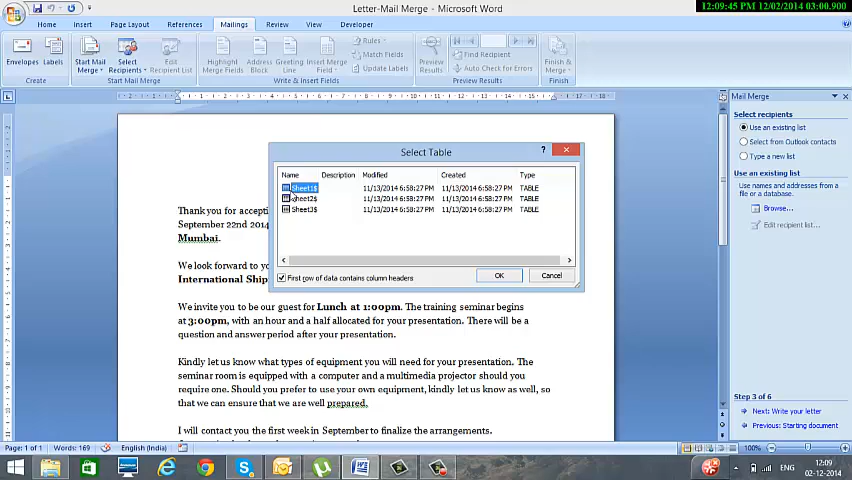 12:09:45 PM 12/02/2014 03:00.900
Letter-Mail Merge - Microsoft Word
Home Insert Page Layout References Mailings Review View Developer
Envelopes Labels Start Mail Merge Select Recipients Edit Recipient List Highlight Merge Fields Address Block Greeting Line Insert Merge Field Rules Match Fields Update Labels Preview Results Find Recipient Auto Check for Errors Finish & Merge
Create Start Mail Merge Write & Insert Fields Preview Results Finish
Mail Merge
Select recipients
Use an existing list
Select from Outlook contacts
Type a new list
Use an existing list
Use names and addresses from a file or a database.
Browse...
Edit recipient list...
Step 3 of 6
Next: Write your letter
Previous: Starting document
Select Table
Name Description Modified Created Type
Sheet1$ 11/13/2014 6:58:27 PM 11/13/2014 6:58:27 PM TABLE
Sheet2$ 11/13/2014 6:58:27 PM 11/13/2014 6:58:27 PM TABLE
Sheet3$ 11/13/2014 6:58:27 PM 11/13/2014 6:58:27 PM TABLE
First row of data contains column headers OK Cancel
Thank you for accepti
September 22nd 2014
Mumbai.
We look forward to yo
International Ship
We invite you to be our guest for Lunch at 1:00pm. The training seminar begins
at 3:00pm, with an hour and a half allocated for your presentation. There will be a
question and answer period after your presentation.
Kindly let us know what types of equipment you will need for your presentation. The
seminar room is equipped with a computer and a multimedia projector should you
require one. Should you prefer to use your own equipment, kindly let us know as well, so
that we can ensure that we are well prepared.
I will contact you the first week in September to finalize the arrangements.
Page: 1 of 1 Words: 169 English (India) 100%
ENG 12:09
02-12-2014